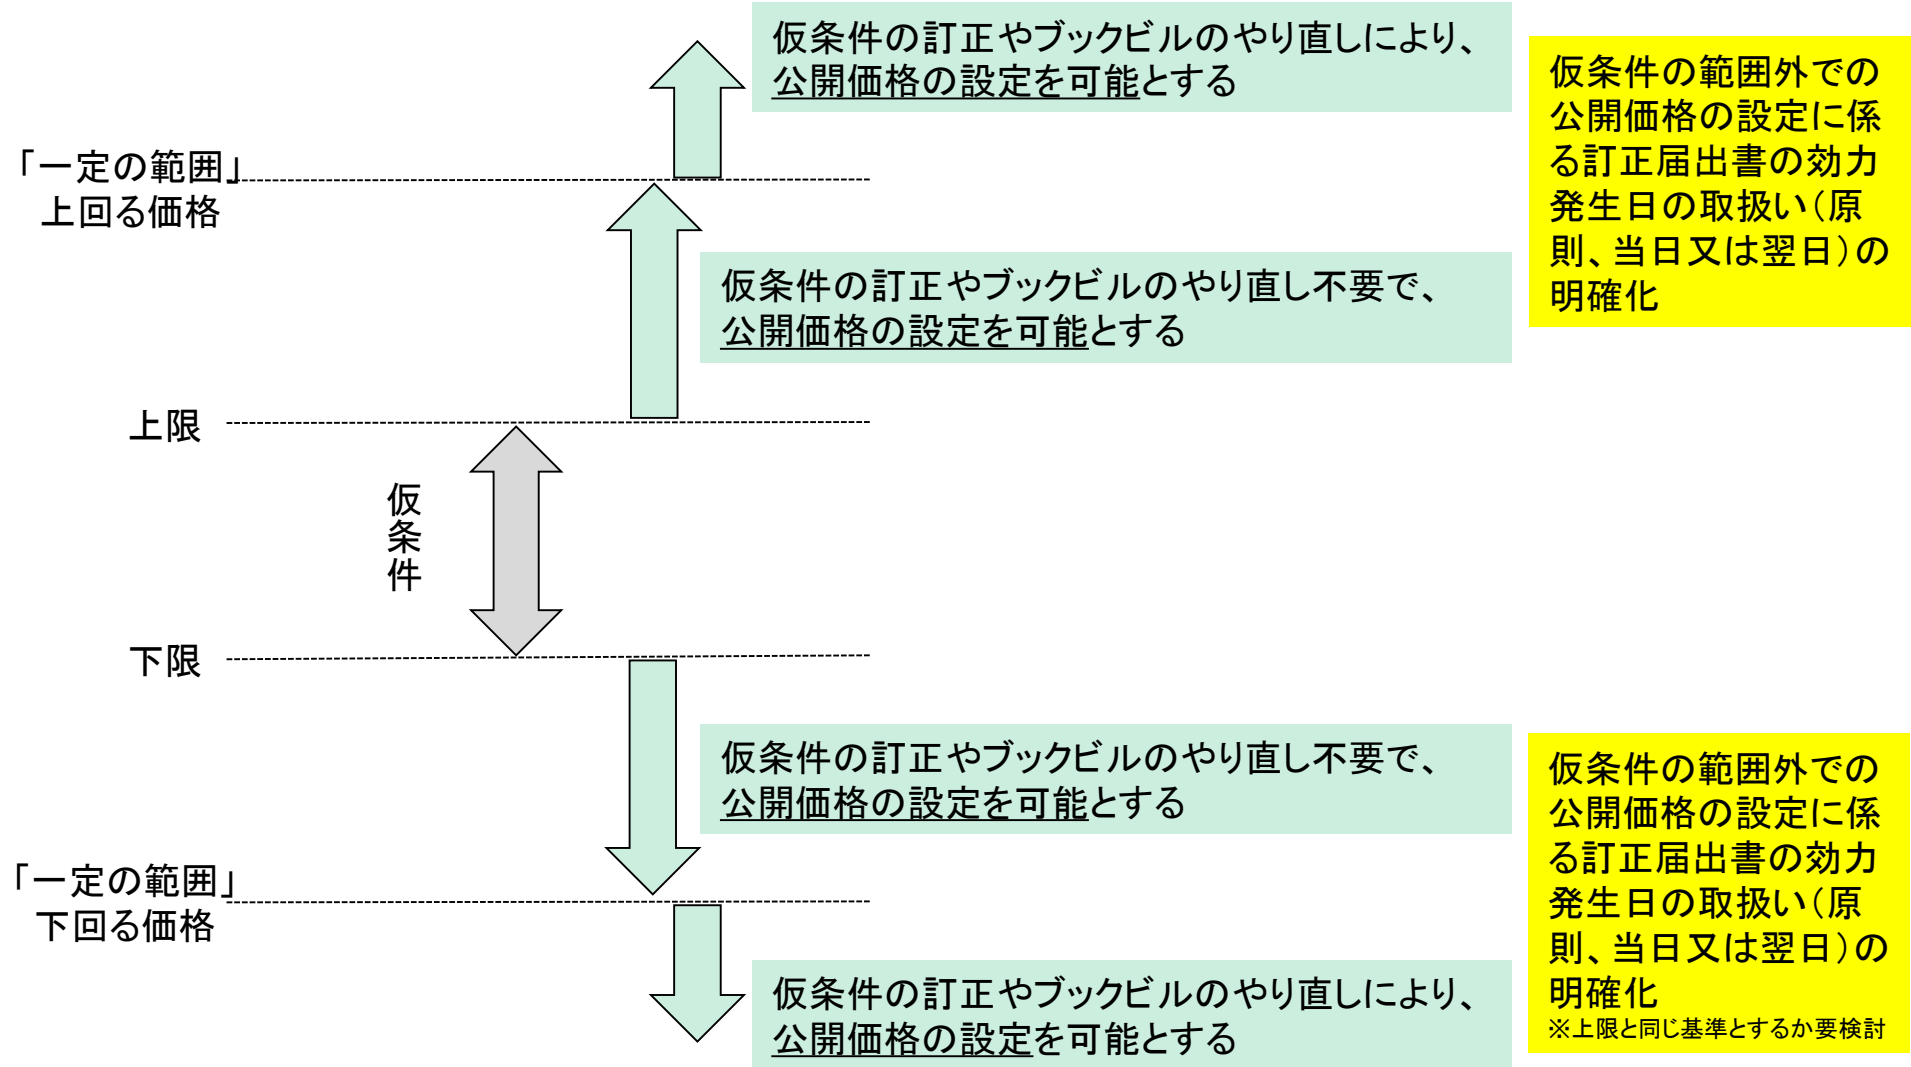 仮条件の訂正やブックビルのやり直しにより、
公開価格の設定を可能とする
仮条件の範囲外での
公開価格の設定に係
る訂正届出書の効力
発生日の取扱い（原
則、当日又は翌日）の
明確化
「一定の範囲」
上回る価格
仮条件の訂正やブックビルのやり直し不要で、
公開価格の設定を可能とする
上限
仮条件
下限
仮条件の訂正やブックビルのやり直し不要で、
公開価格の設定を可能とする
仮条件の範囲外での
公開価格の設定に係
る訂正届出書の効力
発生日の取扱い（原
則、当日又は翌日）の
明確化
※上限と同じ基準とするか要検討
「一定の範囲」
下回る価格
仮条件の訂正やブックビルのやり直しにより、
公開価格の設定を可能とする